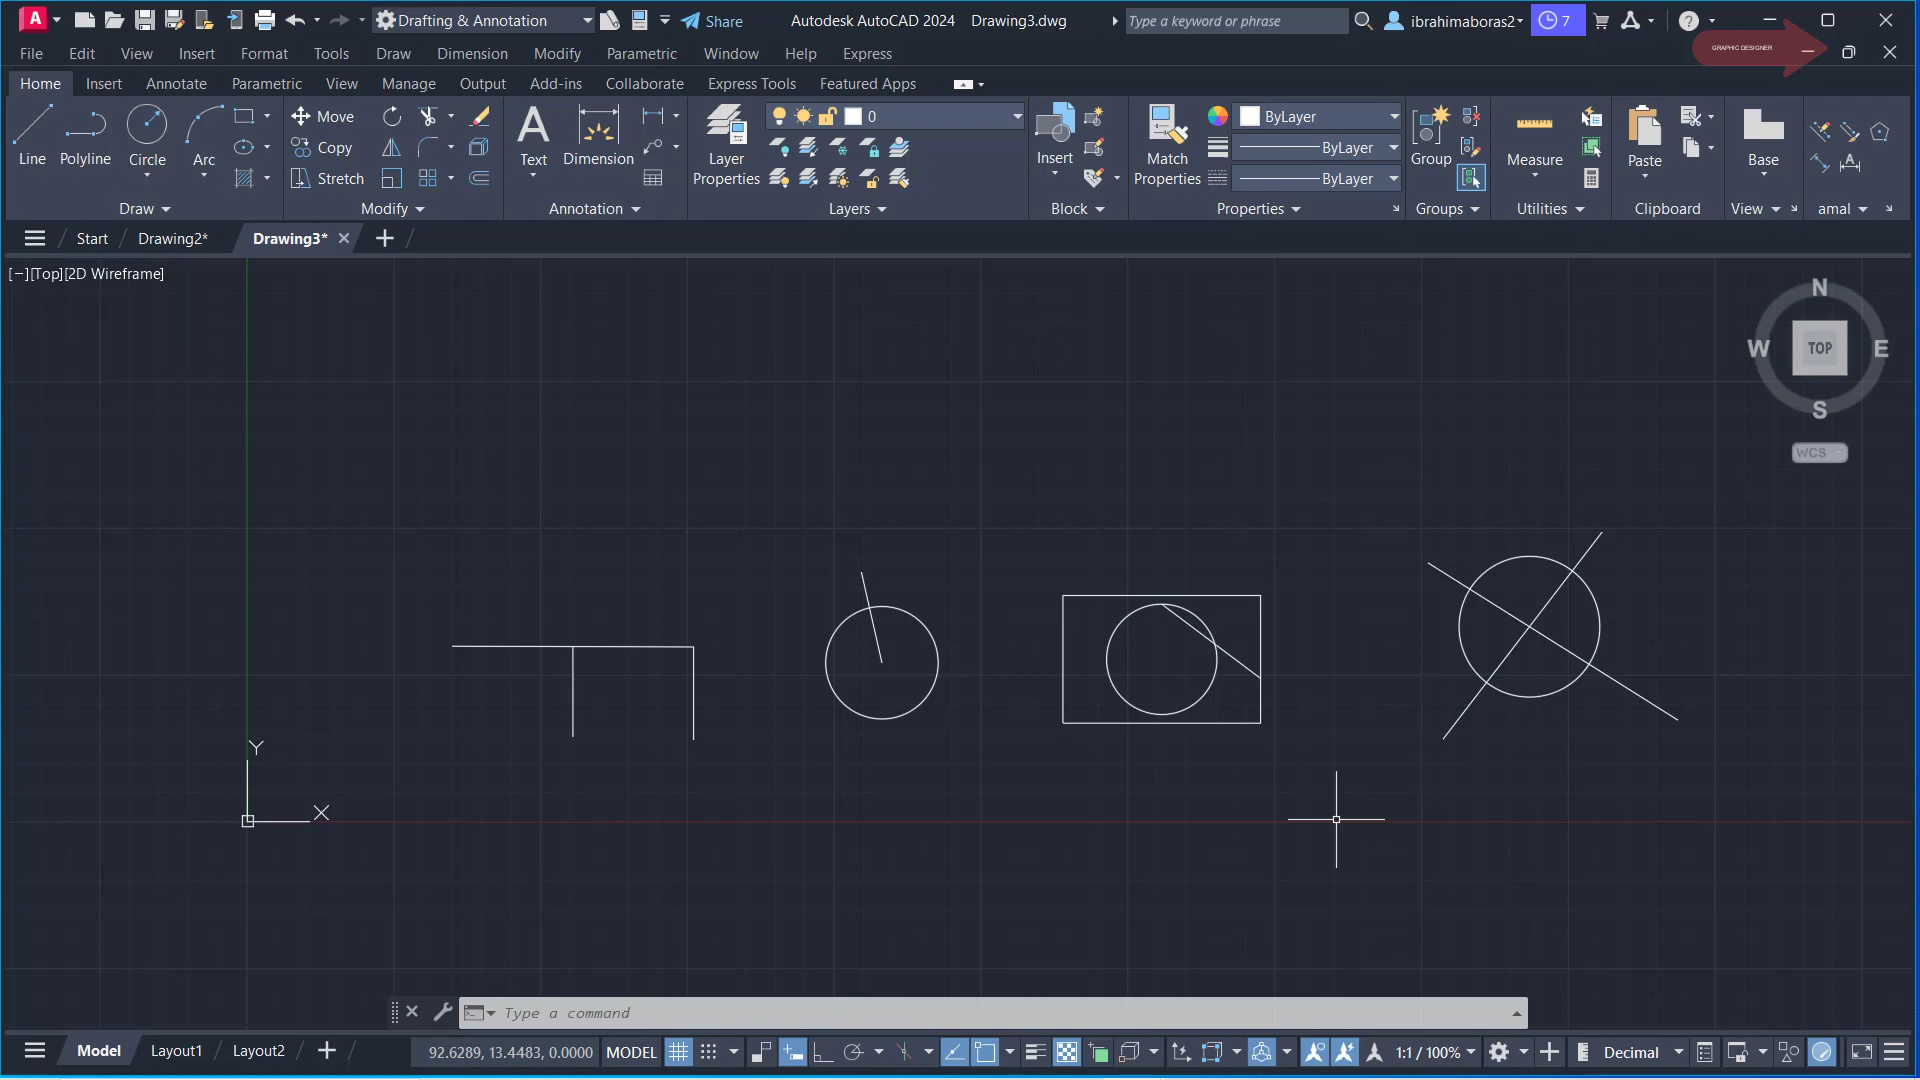 A Drafting & Annotation Share Autodesk AutoCAD 2024 Drawing3.dwg Type a keyword or phrase ibrahimaboras2 7
File Edit View Insert Format Tools Draw Dimension Modify Parametric Window Help Express GRAPHIC DESIGNER
Home Insert Annotate Parametric View Manage Output Add-ins Collaborate Express Tools Featured Apps
Move 0 ByLayer
Copy ByLayer
Line Polyline Circle Arc Text Dimension Layer Properties Insert Match Properties Group Measure Paste Base
Stretch ByLayer
Draw Modify Annotation Layers Block Properties Groups Utilities Clipboard View amal
Start Drawing2* Drawing3*
[−][Top][2D Wireframe]
N
W TOP E
S
WCS
Y
X
Type a command
Model Layout1 Layout2 92.6289, 13.4483, 0.0000 MODEL 1:1 / 100% Decimal